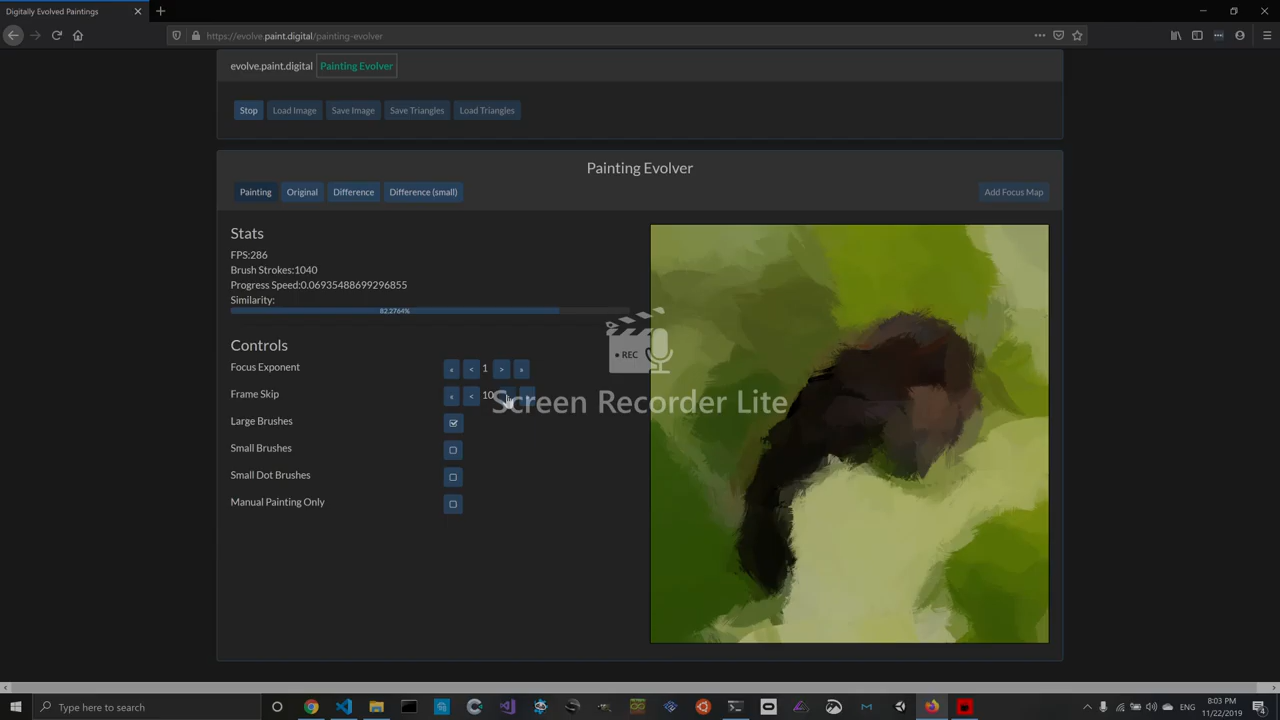 Digitally Evolved Paintings
https://evolve.paint.digital/painting-evolver
evolve.paint.digital Painting Evolver
Stop Load Image Save Image Save Triangles Load Triangles
Painting Evolver
Painting Original Difference Difference (small) Add Focus Map
Stats
FPS:286
Brush Strokes:1040
Progress Speed:0.06935488699296855
Similarity:
82.2764%
Controls
Focus Exponent « < 1 > »
Frame Skip « < 10
Large Brushes
Small Brushes
Small Dot Brushes
Manual Painting Only
REC
Screen Recorder Lite
Type here to search
8:03 PM
11/22/2019